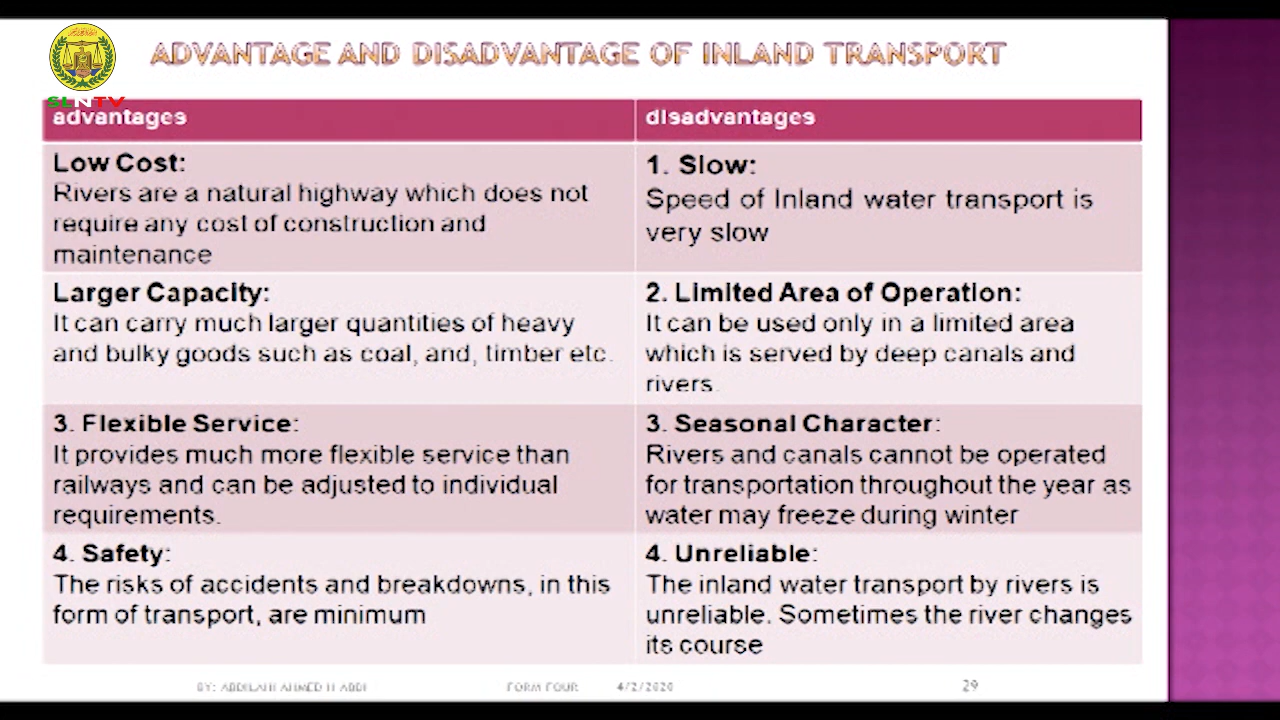 ADVANTAGE AND DISADVANTAGE OF INLAND TRANSPORT
SLNTV
advantages
disadvantages
Low Cost:
Rivers are a natural highway which does not
require any cost of construction and
maintenance
1. Slow:
Speed of Inland water transport is
very slow
Larger Capacity:
It can carry much larger quantities of heavy
and bulky goods such as coal, and, timber etc.
2. Limited Area of Operation:
It can be used only in a limited area
which is served by deep canals and
rivers.
3. Flexible Service:
It provides much more flexible service than
railways and can be adjusted to individual
requirements.
3. Seasonal Character:
Rivers and canals cannot be operated
for transportation throughout the year as
water may freeze during winter
4. Safety:
The risks of accidents and breakdowns, in this
form of transport, are minimum
4. Unreliable:
The inland water transport by rivers is
unreliable. Sometimes the river changes
its course
BY: ABDILAHI AHMED H ABDI
FORM FOUR
4/2/2020
29